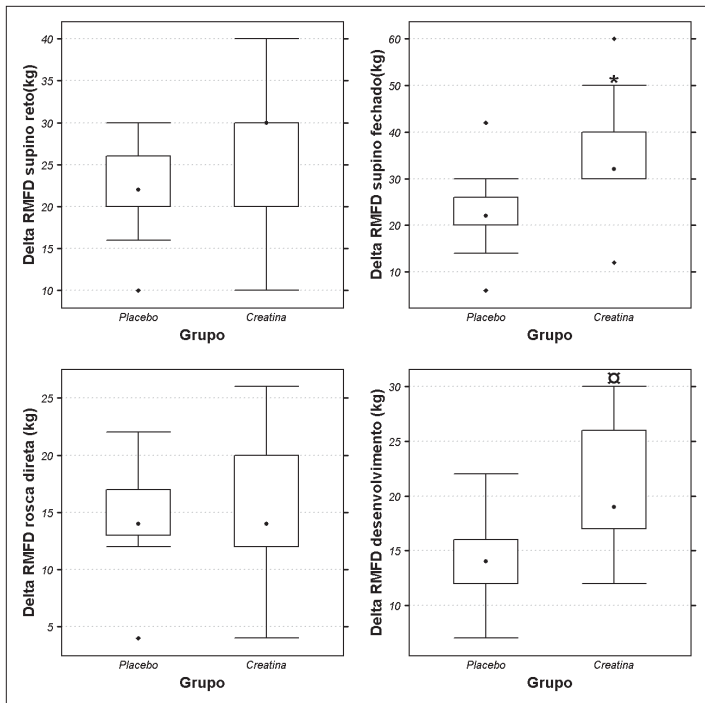 Delta RMFD supino reto(kg)
40
35
30
25
20
15
10
Placebo
Creatina
Grupo
Delta RMFD supino fechado(kg)
60
50
40
30
20
10
*
Placebo
Creatina
Grupo
Delta RMFD rosca direta (kg)
25
20
15
10
5
Placebo
Creatina
Grupo
Delta RMFD desenvolvimento (kg)
30
25
20
15
10
¤
Placebo
Creatina
Grupo